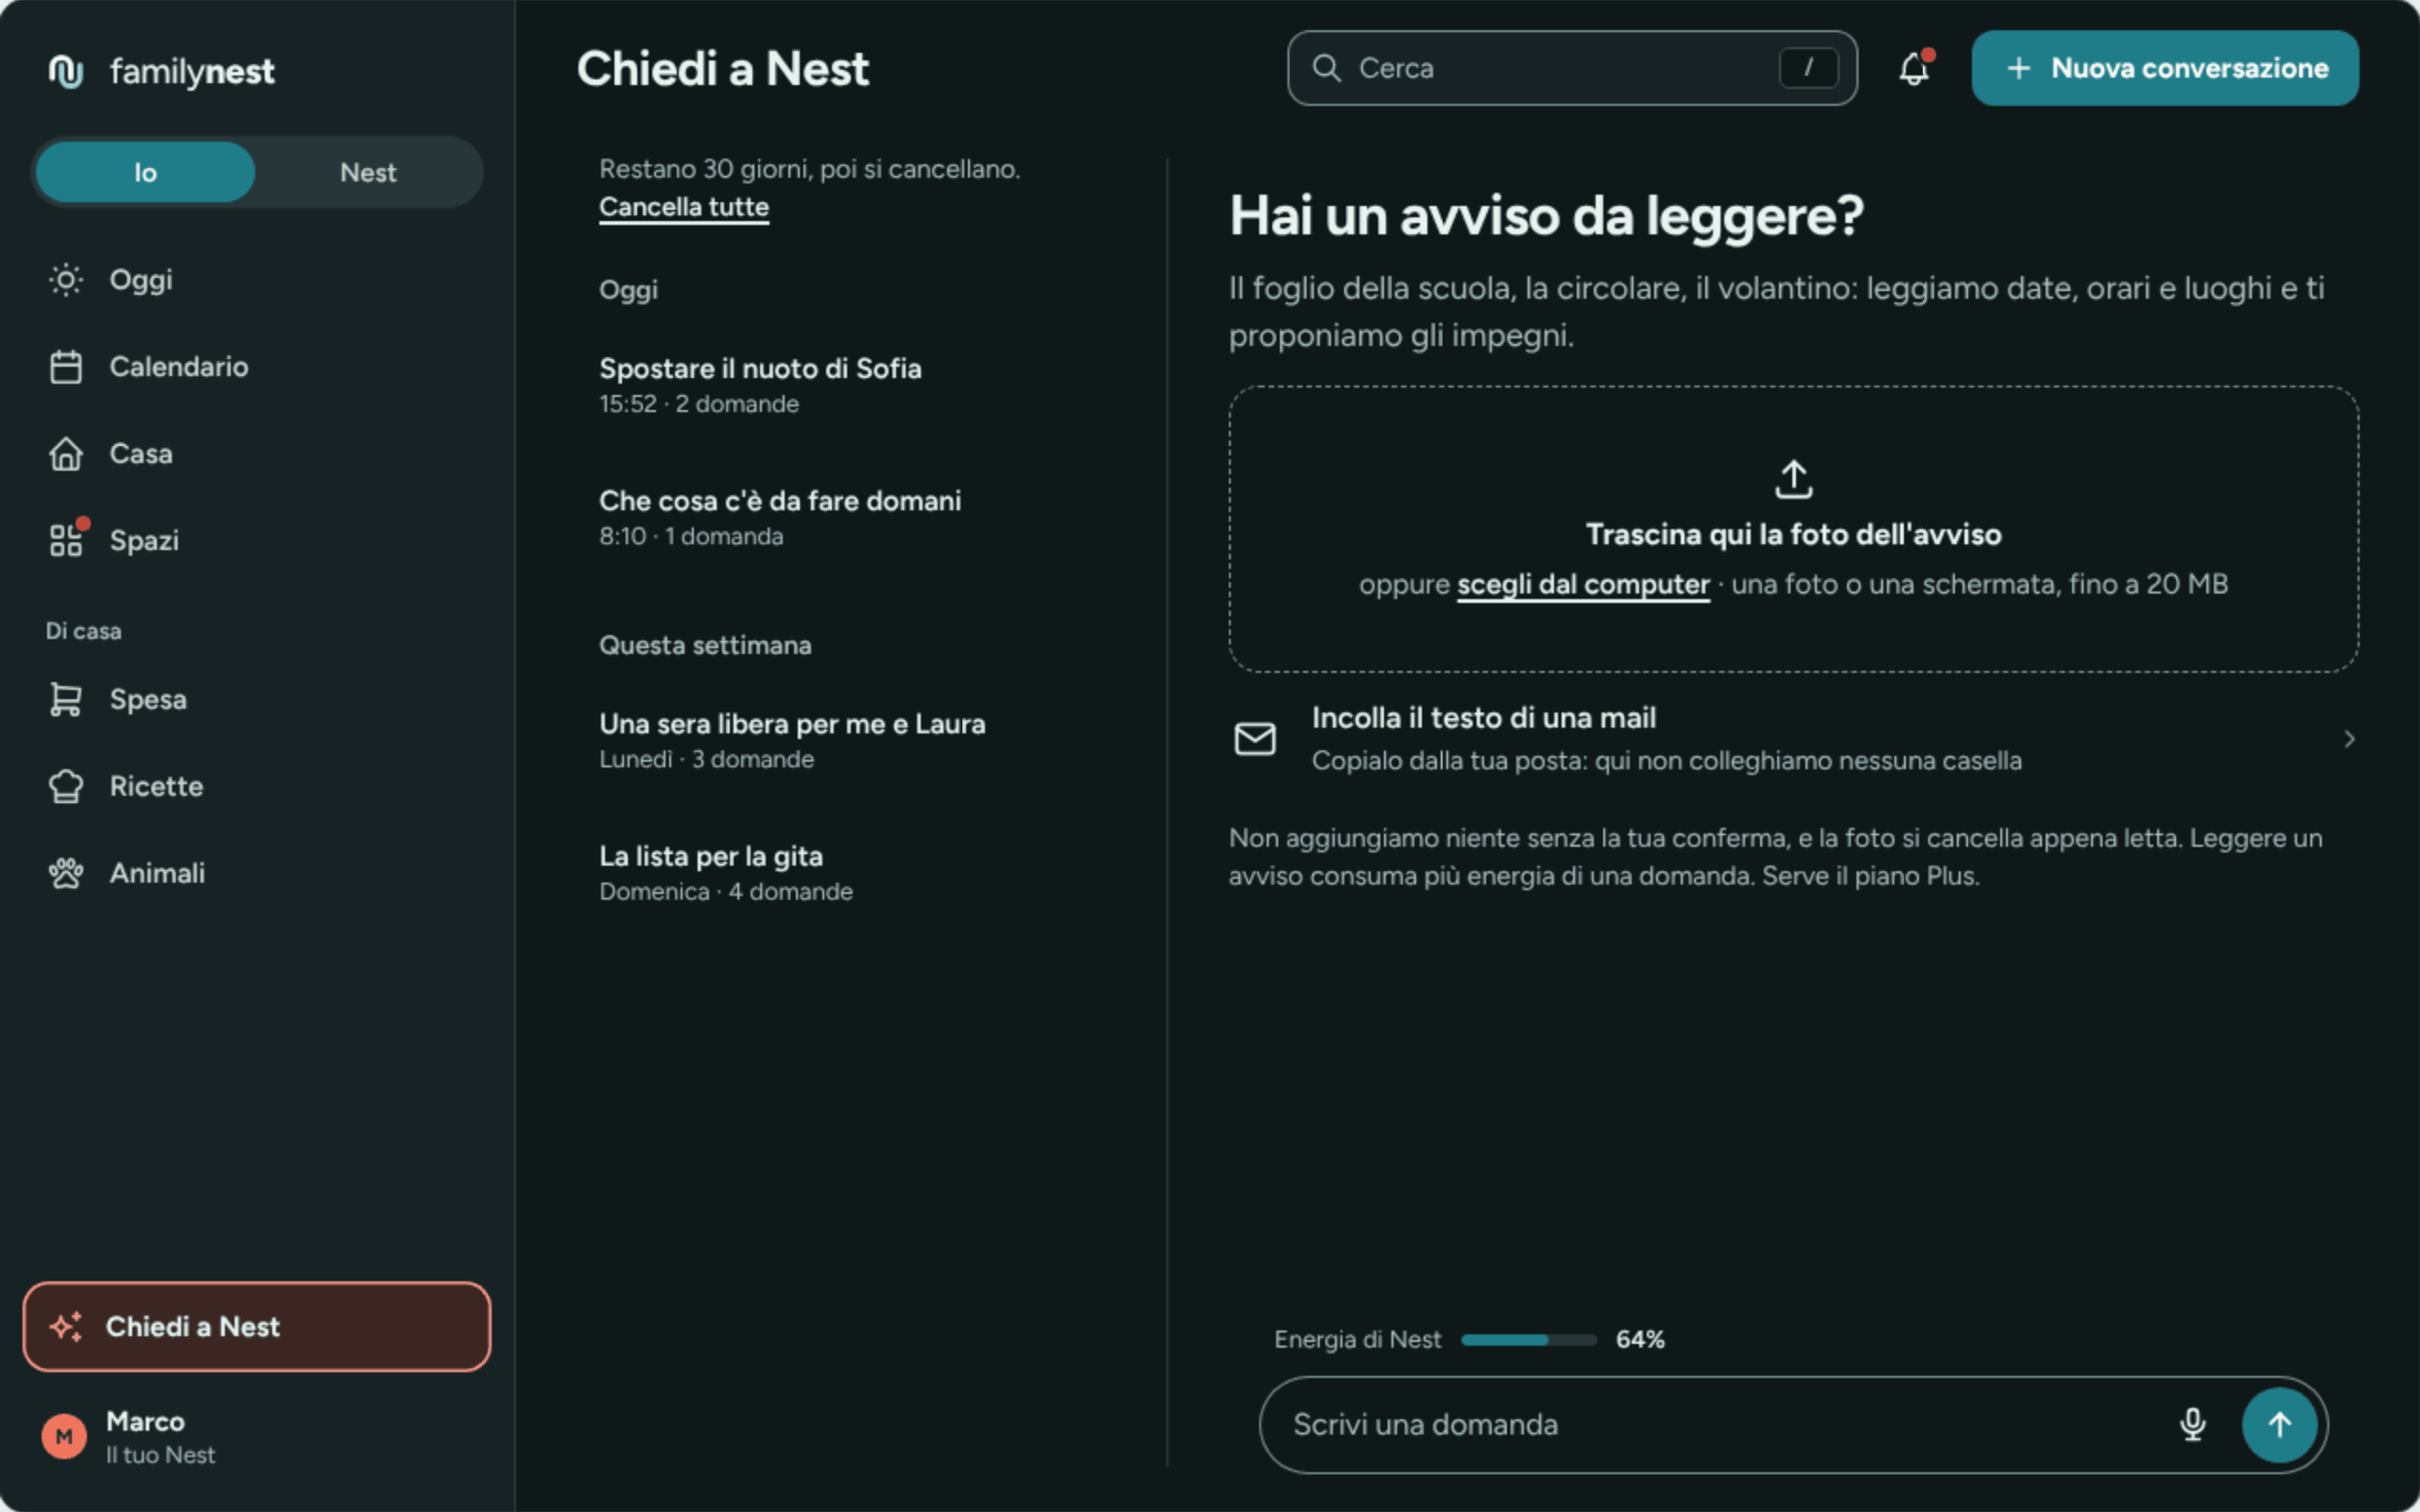 familynest
Io
Nest
Oggi
Calendario
Casa
Spazi
Di casa
Spesa
Ricette
Animali
Chiedi a Nest
M
Marco
Il tuo Nest
Chiedi a Nest
Cerca
/
Nuova conversazione
Restano 30 giorni, poi si cancellano.
Cancella tutte
Oggi
Spostare il nuoto di Sofia
15:52 · 2 domande
Che cosa c'è da fare domani
8:10 · 1 domanda
Questa settimana
Una sera libera per me e Laura
Lunedì · 3 domande
La lista per la gita
Domenica · 4 domande
Hai un avviso da leggere?
Il foglio della scuola, la circolare, il volantino: leggiamo date, orari e luoghi e ti
proponiamo gli impegni.
Trascina qui la foto dell'avviso
oppure scegli dal computer · una foto o una schermata, fino a 20 MB
Incolla il testo di una mail
Copialo dalla tua posta: qui non colleghiamo nessuna casella
Non aggiungiamo niente senza la tua conferma, e la foto si cancella appena letta. Leggere un
avviso consuma più energia di una domanda. Serve il piano Plus.
Energia di Nest
64%
Scrivi una domanda